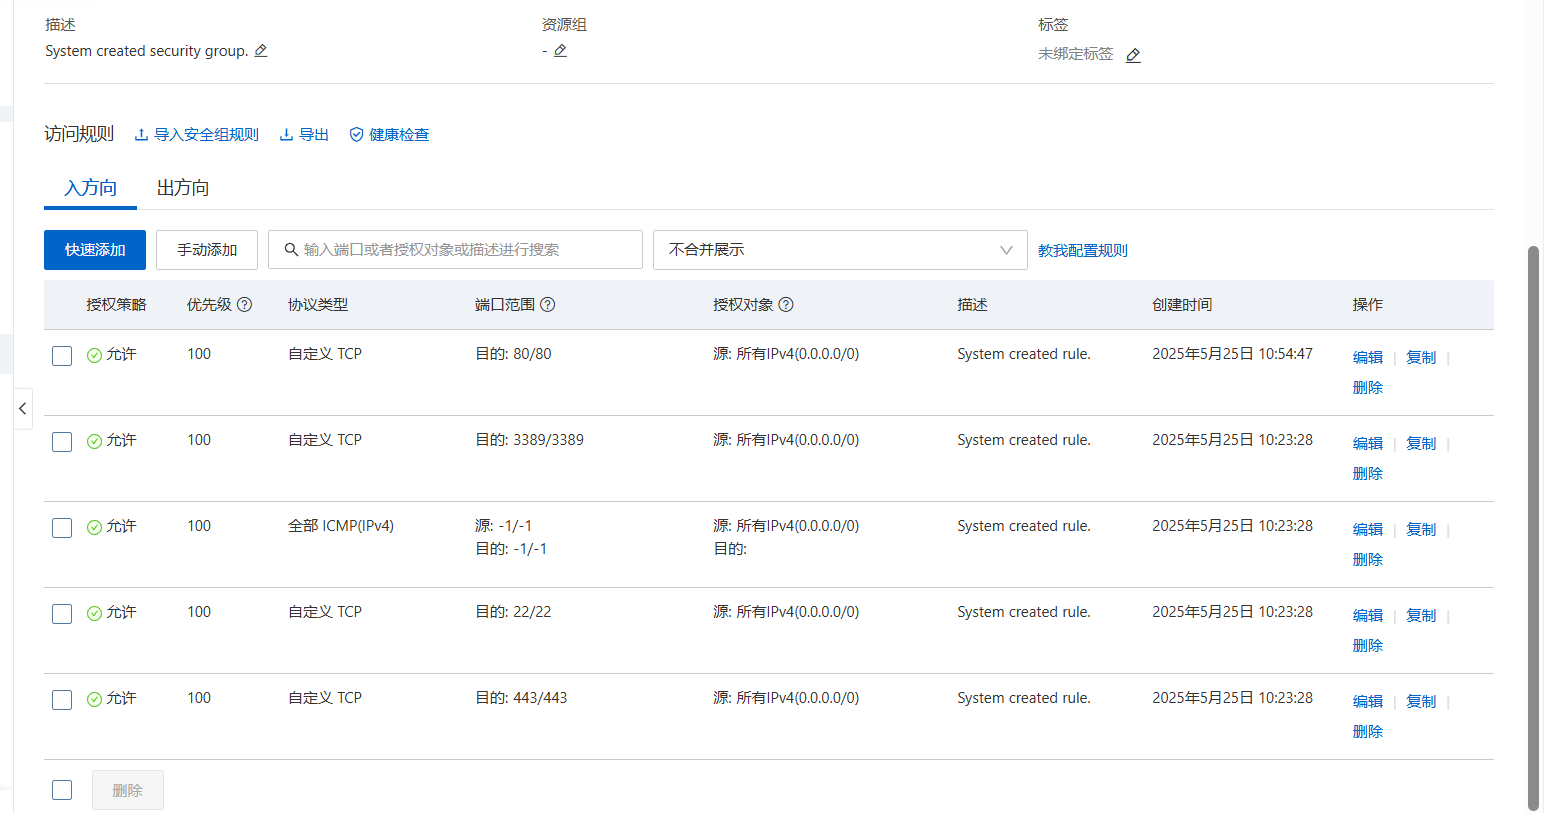 描述 资源组 标签
System created security group. - 未绑定标签
访问规则 导入安全组规则 导出 健康检查
入方向 出方向
快速添加 手动添加 输入端口或者授权对象或描述进行搜索 不合并展示 教我配置规则
授权策略 优先级 协议类型 端口范围 授权对象 描述 创建时间 操作
允许 100 自定义 TCP 目的: 80/80 源: 所有IPv4(0.0.0.0/0) System created rule. 2025年5月25日 10:54:47 编辑 | 复制 |
删除
允许 100 自定义 TCP 目的: 3389/3389 源: 所有IPv4(0.0.0.0/0) System created rule. 2025年5月25日 10:23:28 编辑 | 复制 |
删除
允许 100 全部 ICMP(IPv4) 源: -1/-1 源: 所有IPv4(0.0.0.0/0) System created rule. 2025年5月25日 10:23:28 编辑 | 复制 |
目的: -1/-1 目的:
删除
允许 100 自定义 TCP 目的: 22/22 源: 所有IPv4(0.0.0.0/0) System created rule. 2025年5月25日 10:23:28 编辑 | 复制 |
删除
允许 100 自定义 TCP 目的: 443/443 源: 所有IPv4(0.0.0.0/0) System created rule. 2025年5月25日 10:23:28 编辑 | 复制 |
删除
删除